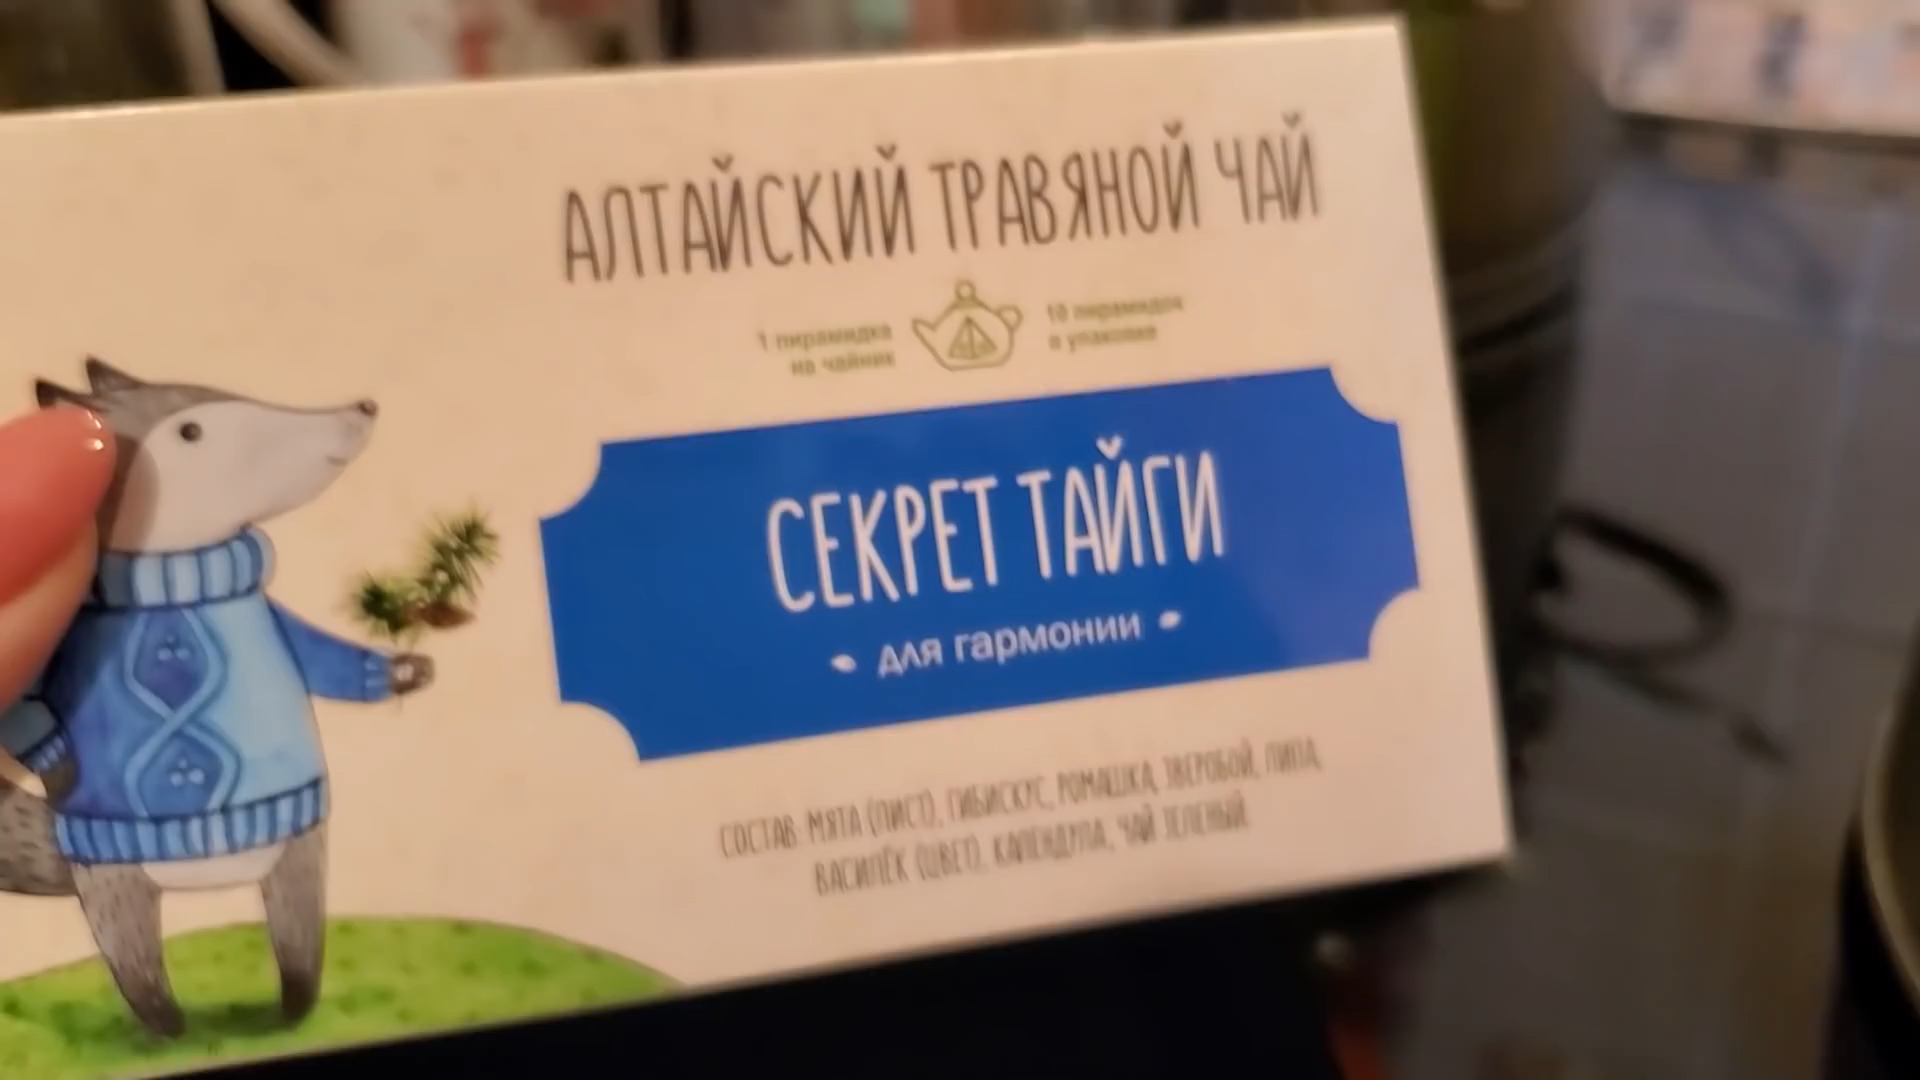 АЛТАЙСКИЙ ТРАВЯНОЙ ЧАЙ
1 пирамидка
на чайник
10 пирамидок
в упаковке
СЕКРЕТ ТАЙГИ
для гармонии
СОСТАВ: МЯТА (ЛИСТ), ГИБИСКУС, РОМАШКА, ЗВЕРОБОЙ, ЛИПА,
ВАСИЛЁК (ЦВЕТ), КАЛЕНДУЛА, ЧАЙ ЗЕЛЕНЫЙ